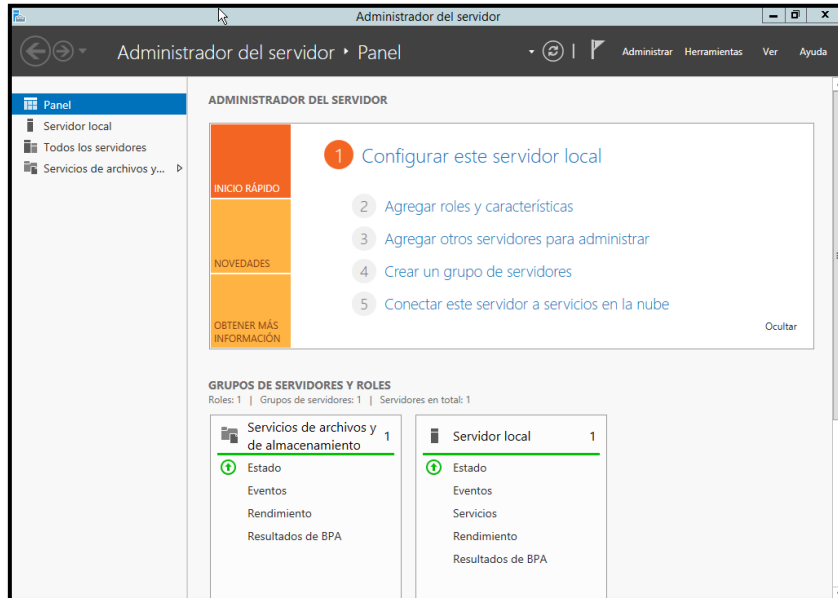 Administrador del servidor
Administrador del servidor ‣ Panel
Administrar Herramientas Ver Ayuda
Panel
Servidor local
Todos los servidores
Servicios de archivos y...
ADMINISTRADOR DEL SERVIDOR
INICIO RÁPIDO
NOVEDADES
OBTENER MÁS
INFORMACIÓN
1 Configurar este servidor local
2 Agregar roles y características
3 Agregar otros servidores para administrar
4 Crear un grupo de servidores
5 Conectar este servidor a servicios en la nube
Ocultar
GRUPOS DE SERVIDORES Y ROLES
Roles: 1 | Grupos de servidores: 1 | Servidores en total: 1
Servicios de archivos y
de almacenamiento
1
Estado
Eventos
Rendimiento
Resultados de BPA
Servidor local 1
Estado
Eventos
Servicios
Rendimiento
Resultados de BPA